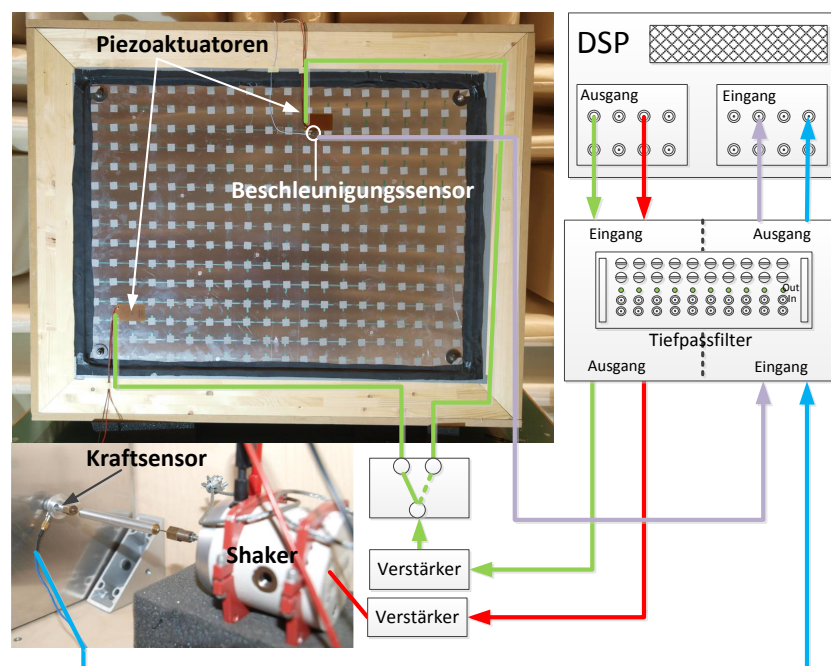 Piezoaktuatoren
Beschleunigungssensor
DSP
Ausgang
Eingang
Eingang
Ausgang
Out
In
Tiefpassfilter
Ausgang
Eingang
Kraftsensor
Shaker
Verstärker
Verstärker